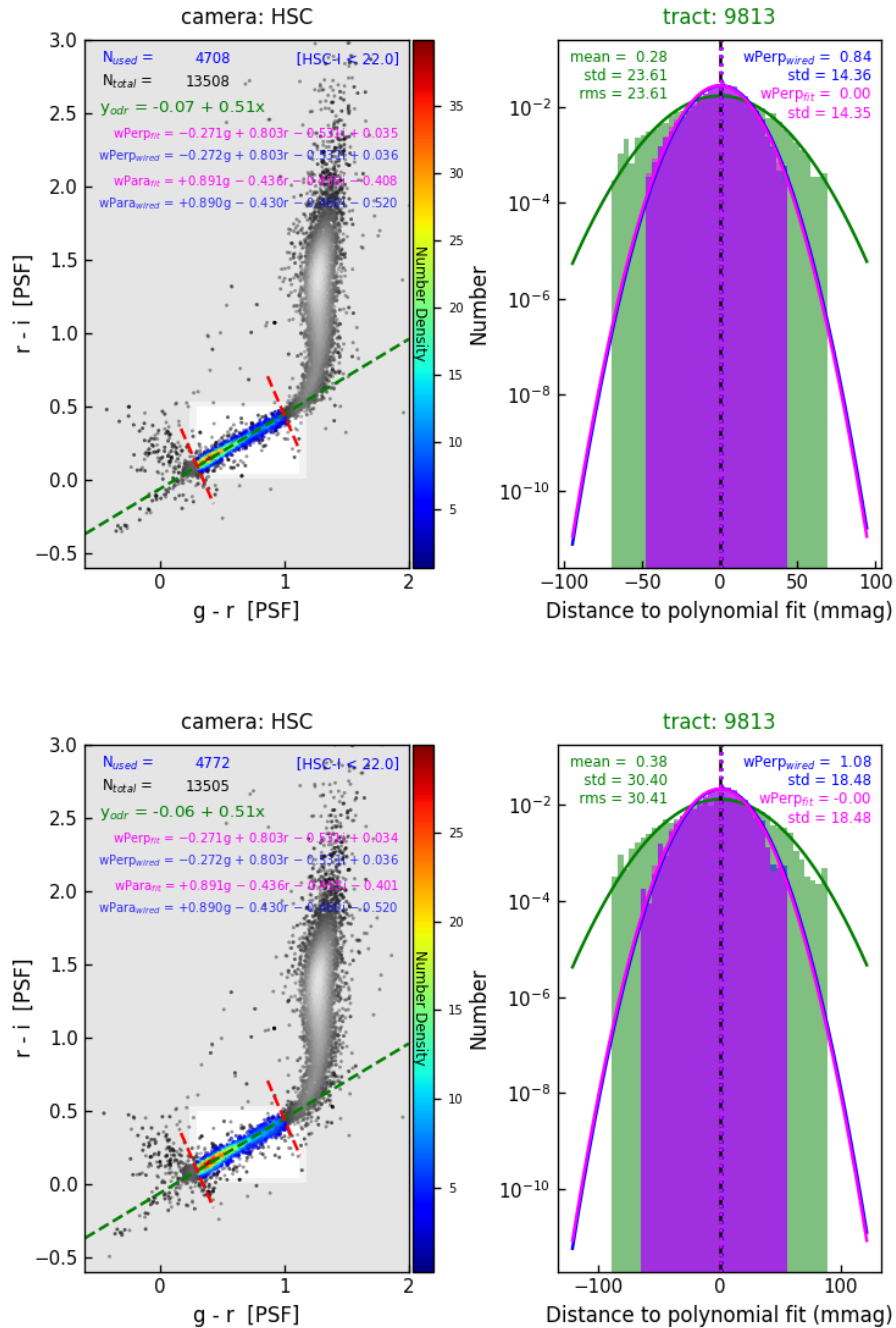 camera: HSC
N_used = 4708 [HSC-I < 22.0]
N_total = 13508
y_odr = -0.07 + 0.51x
wPerp_fit = −0.271g + 0.803r − 0.532i + 0.035
wPerp_wired = −0.272g + 0.803r − 0.531i + 0.036
wPara_fit = +0.891g − 0.436r − i − 0.408
wPara_wired = +0.890g − 0.430r − i − 0.520
3.0
2.5
2.0
1.5
1.0
0.5
0.0
−0.5
r - i [PSF]
0 1 2
g - r [PSF]
35
30
25
20
15
10
5
Number Density
tract: 9813
mean = 0.28
std = 23.61
rms = 23.61
wPerp_wired = 0.84
std = 14.36
wPerp_fit = 0.00
std = 14.35
Number
10−2
10−4
10−6
10−8
10−10
−100 −50 0 50 100
Distance to polynomial fit (mmag)
camera: HSC
N_used = 4772 [HSC-I < 22.0]
N_total = 13505
y_odr = -0.06 + 0.51x
wPerp_fit = −0.271g + 0.803r − i + 0.034
wPerp_wired = −0.272g + 0.803r − 0.531i + 0.036
wPara_fit = +0.891g − 0.436r − i − 0.401
wPara_wired = +0.890g − 0.430r − i − 0.520
3.0
2.5
2.0
1.5
1.0
0.5
0.0
−0.5
r - i [PSF]
0 1 2
g - r [PSF]
25
20
15
10
5
Number Density
tract: 9813
mean = 0.38
std = 30.40
rms = 30.41
wPerp_wired = 1.08
std = 18.48
wPerp_fit = -0.00
std = 18.48
Number
10−2
10−4
10−6
10−8
10−10
−100 0 100
Distance to polynomial fit (mmag)